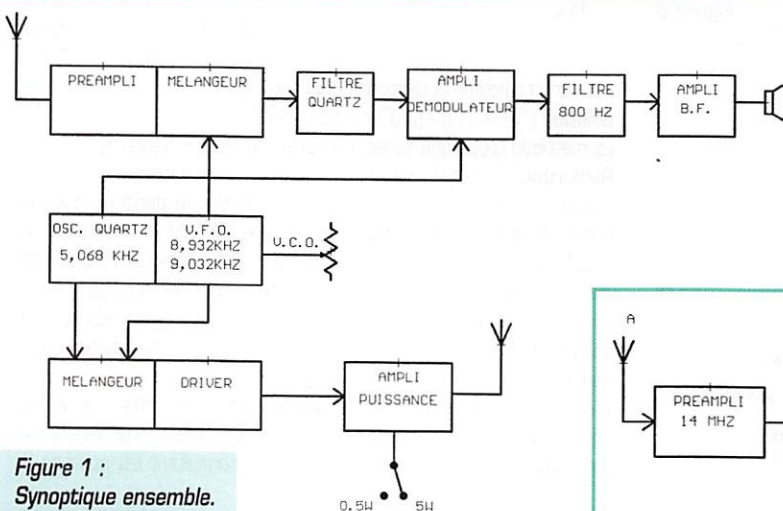 PREAMPLI
MELANGEUR
FILTRE
QUARTZ
AMPLI
DEMODULATEUR
FILTRE
800 HZ
AMPLI
B.F.
OSC. QUARTZ
5,068 KHZ
V.F.O.
8,932KHZ
9,032KHZ
V.C.O.
MELANGEUR
DRIVER
AMPLI
PUISSANCE
0.5W
5W
A
PREAMPLI
14 MHZ
Figure 1 :
Synoptique ensemble.